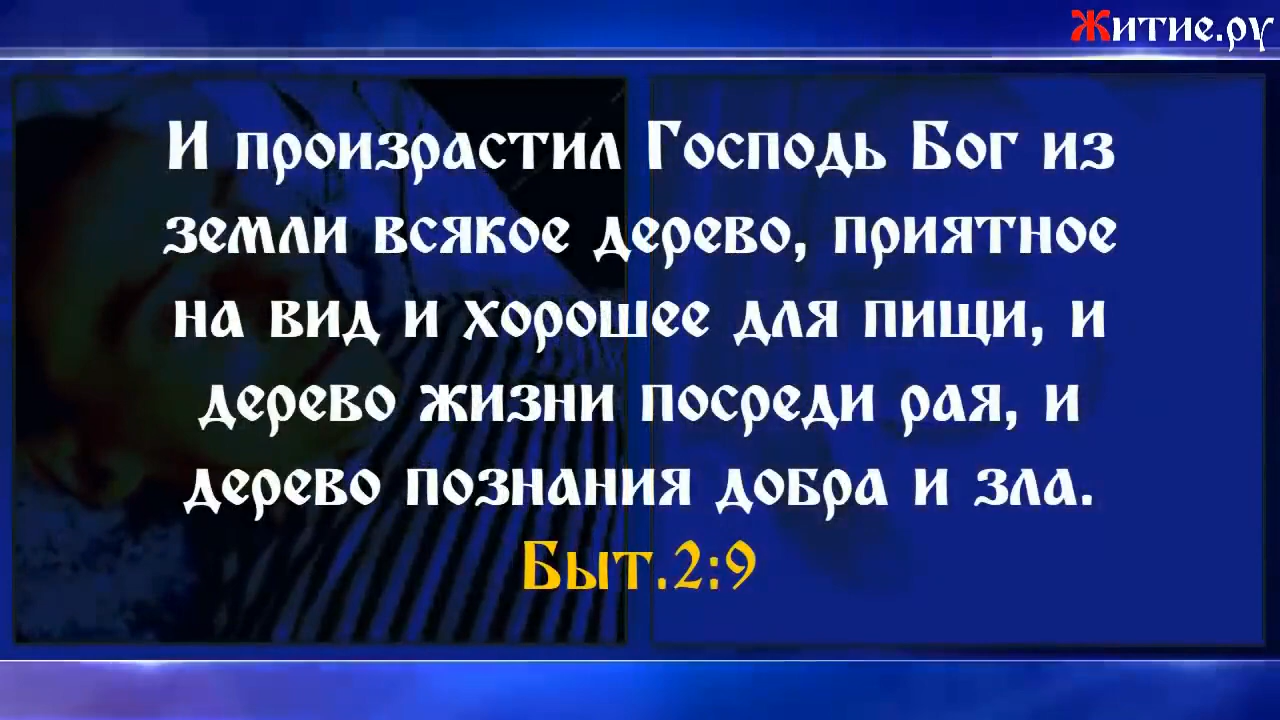 Житие.ру
И произрастил Господь Бог из
земли всякое дерево, приятное
на вид и хорошее для пищи, и
дерево жизни посреди рая, и
дерево познания добра и зла.
Быт.2:9